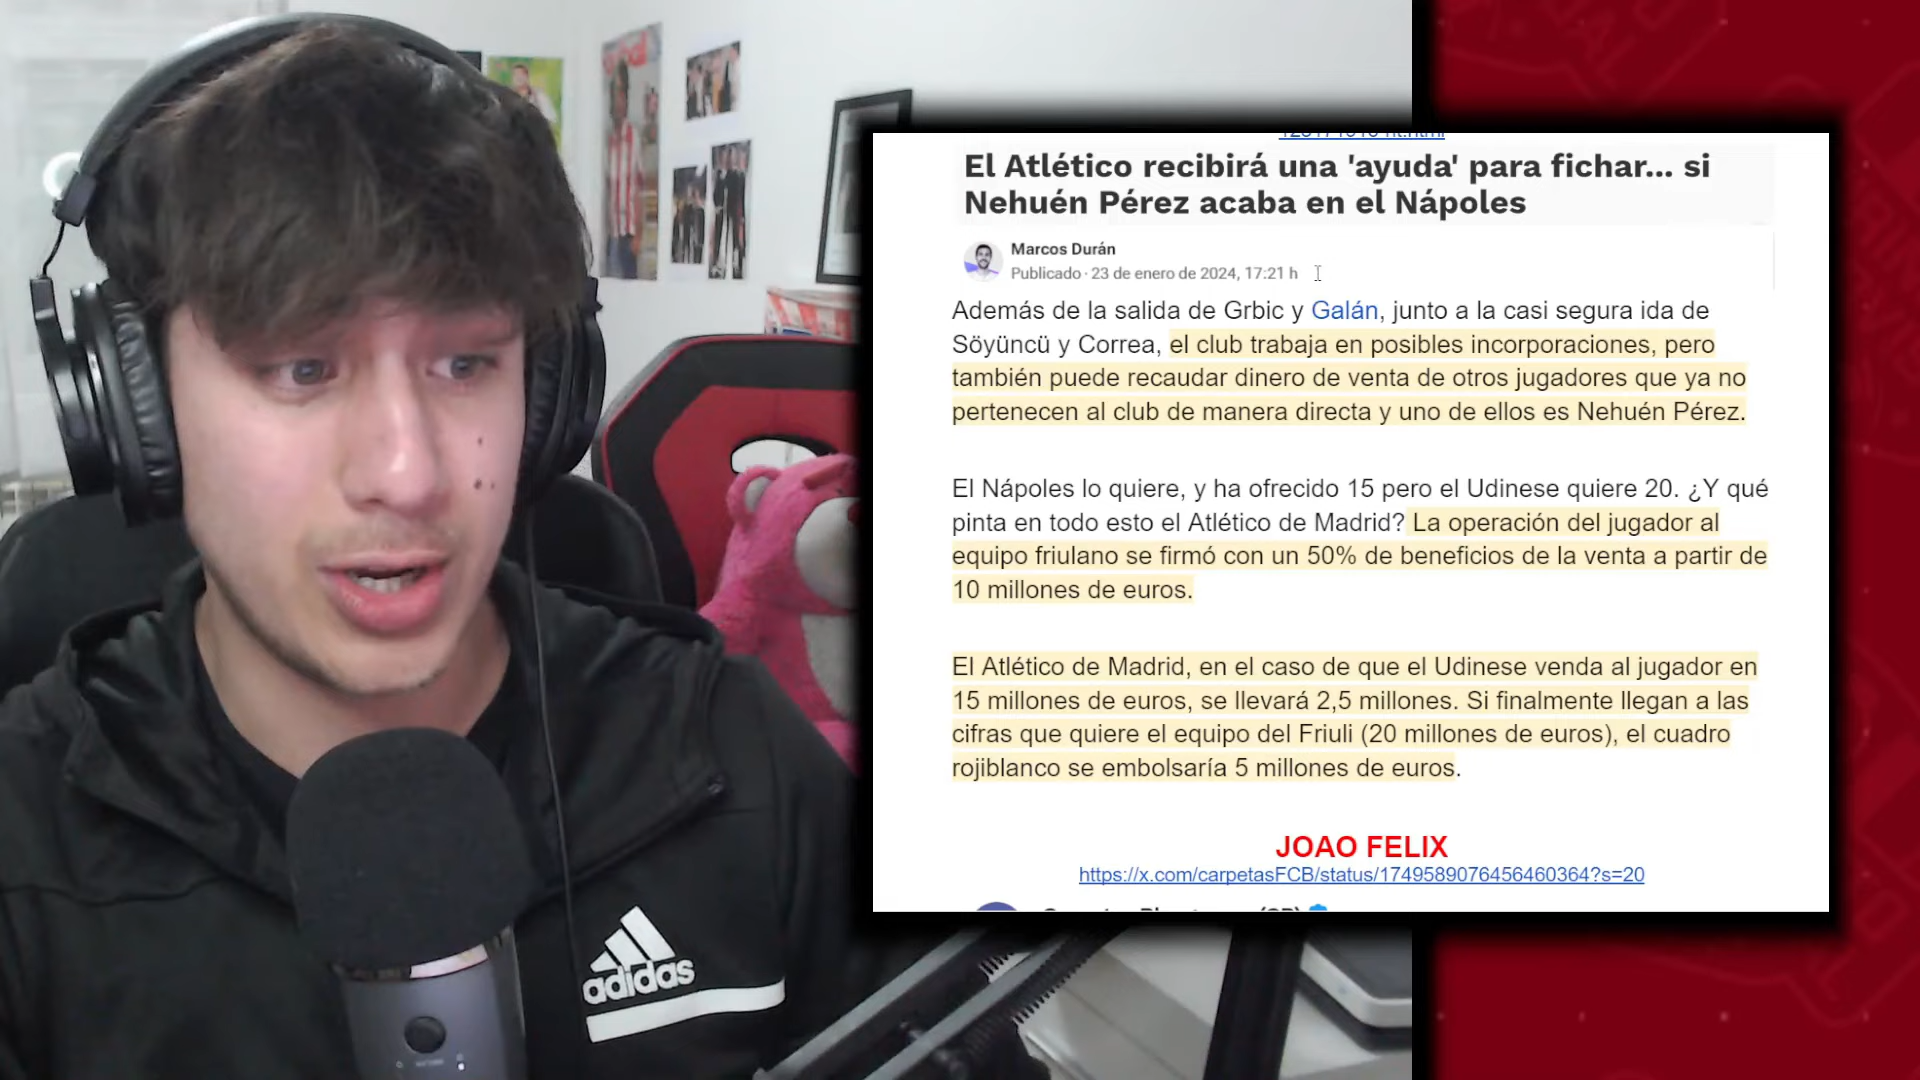 El Atlético recibirá una 'ayuda' para fichar... si
Nehuén Pérez acaba en el Nápoles
Marcos Durán
Publicado · 23 de enero de 2024, 17:21 h
Además de la salida de Grbic y Galán, junto a la casi segura ida de
Söyüncü y Correa, el club trabaja en posibles incorporaciones, pero
también puede recaudar dinero de venta de otros jugadores que ya no
pertenecen al club de manera directa y uno de ellos es Nehuén Pérez.
El Nápoles lo quiere, y ha ofrecido 15 pero el Udinese quiere 20. ¿Y qué
pinta en todo esto el Atlético de Madrid? La operación del jugador al
equipo friulano se firmó con un 50% de beneficios de la venta a partir de
10 millones de euros.
El Atlético de Madrid, en el caso de que el Udinese venda al jugador en
15 millones de euros, se llevará 2,5 millones. Si finalmente llegan a las
cifras que quiere el equipo del Friuli (20 millones de euros), el cuadro
rojiblanco se embolsaría 5 millones de euros.
JOAO FELIX
https://x.com/carpetasFCB/status/1749589076456460364?s=20
adidas